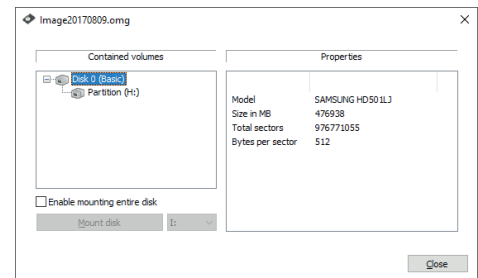 Image20170809.omg
Contained volumes
Properties
Disk 0 (Basic)
Partition (H:)
Model SAMSUNG HD501LJ
Size in MB 476938
Total sectors 976771055
Bytes per sector 512
Enable mounting entire disk
Mount disk I:
Close